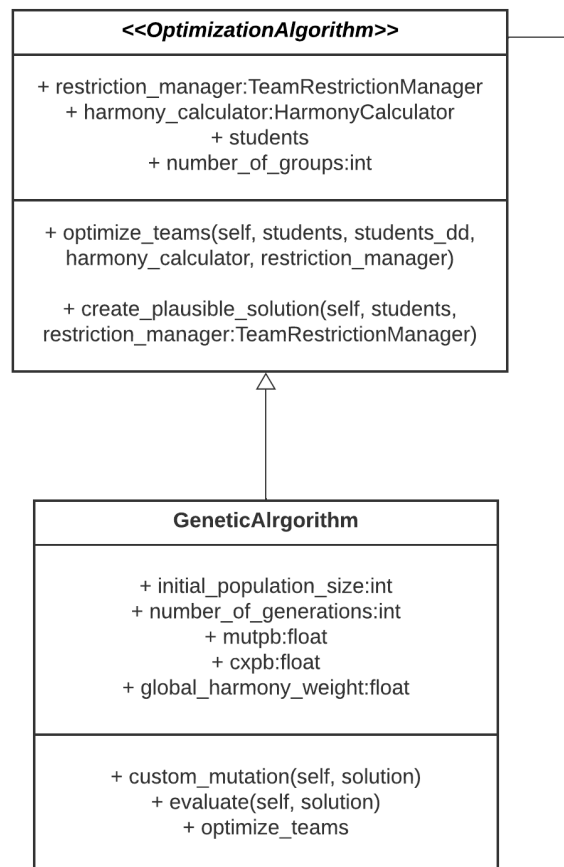 <<OptimizationAlgorithm>>
+ restriction_manager:TeamRestrictionManager
+ harmony_calculator:HarmonyCalculator
+ students
+ number_of_groups:int
+ optimize_teams(self, students, students_dd,
harmony_calculator, restriction_manager)
+ create_plausible_solution(self, students,
restriction_manager:TeamRestrictionManager)
GeneticAlrgorithm
+ initial_population_size:int
+ number_of_generations:int
+ mutpb:float
+ cxpb:float
+ global_harmony_weight:float
+ custom_mutation(self, solution)
+ evaluate(self, solution)
+ optimize_teams